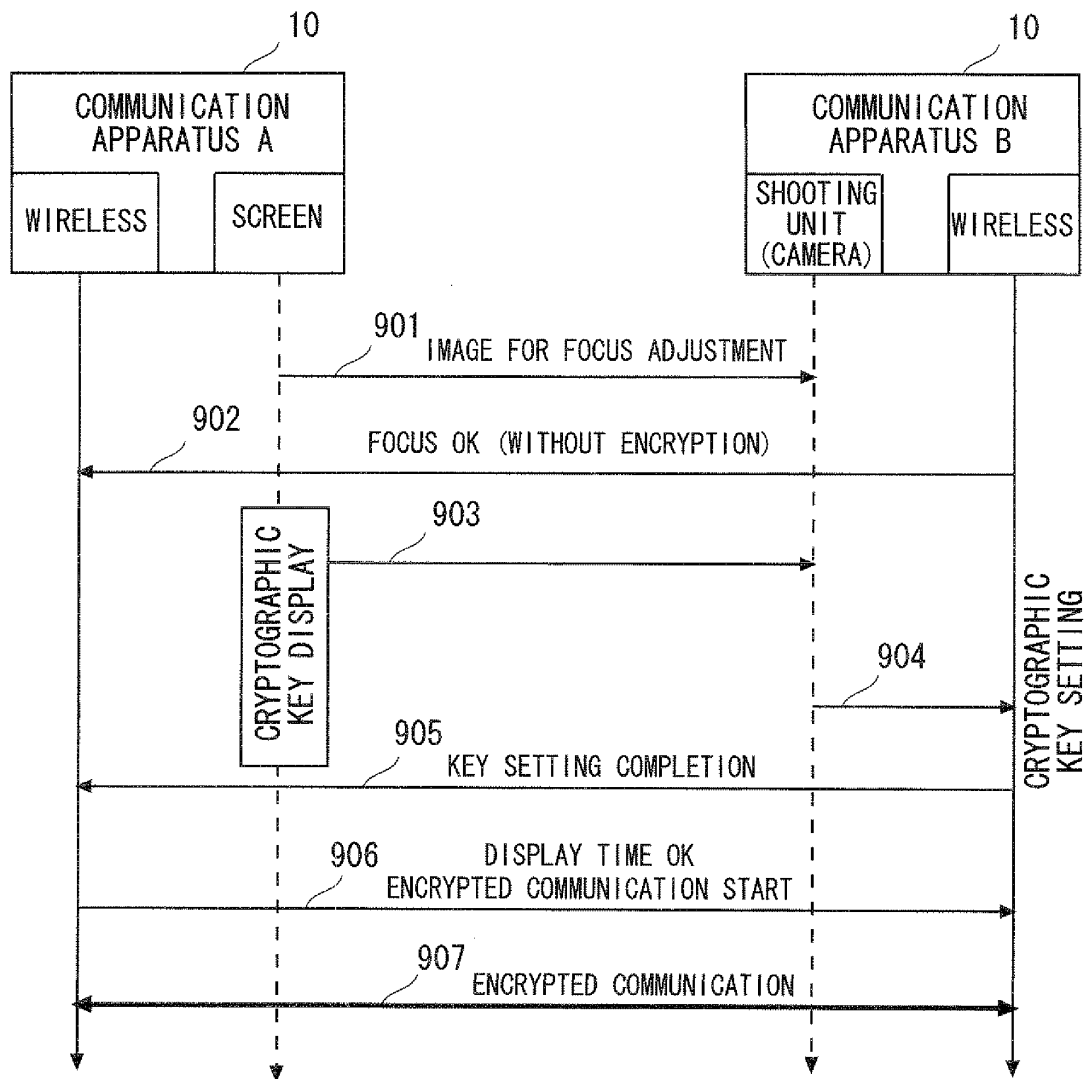 10
10
COMMUNICATION
APPARATUS A
COMMUNICATION
APPARATUS B
WIRELESS
SCREEN
SHOOTING
UNIT
(CAMERA)
WIRELESS
901
IMAGE FOR FOCUS ADJUSTMENT
902
FOCUS OK (WITHOUT ENCRYPTION)
903
CRYPTOGRAPHIC
KEY DISPLAY
904
CRYPTOGRAPHIC
KEY SETTING
905
KEY SETTING COMPLETION
906
DISPLAY TIME OK
ENCRYPTED COMMUNICATION START
907
ENCRYPTED COMMUNICATION